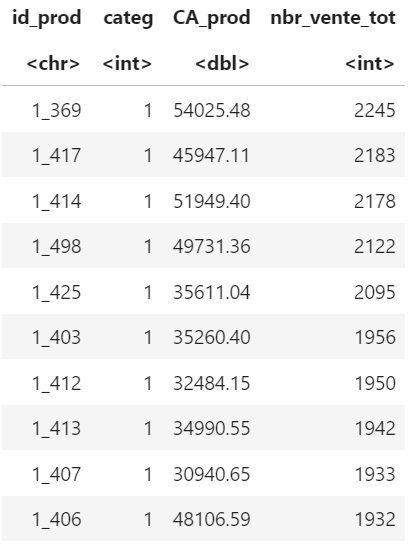 id_prod categ CA_prod nbr_vente_tot
<chr> <int> <dbl> <int>
1_369 1 54025.48 2245
1_417 1 45947.11 2183
1_414 1 51949.40 2178
1_498 1 49731.36 2122
1_425 1 35611.04 2095
1_403 1 35260.40 1956
1_412 1 32484.15 1950
1_413 1 34990.55 1942
1_407 1 30940.65 1933
1_406 1 48106.59 1932